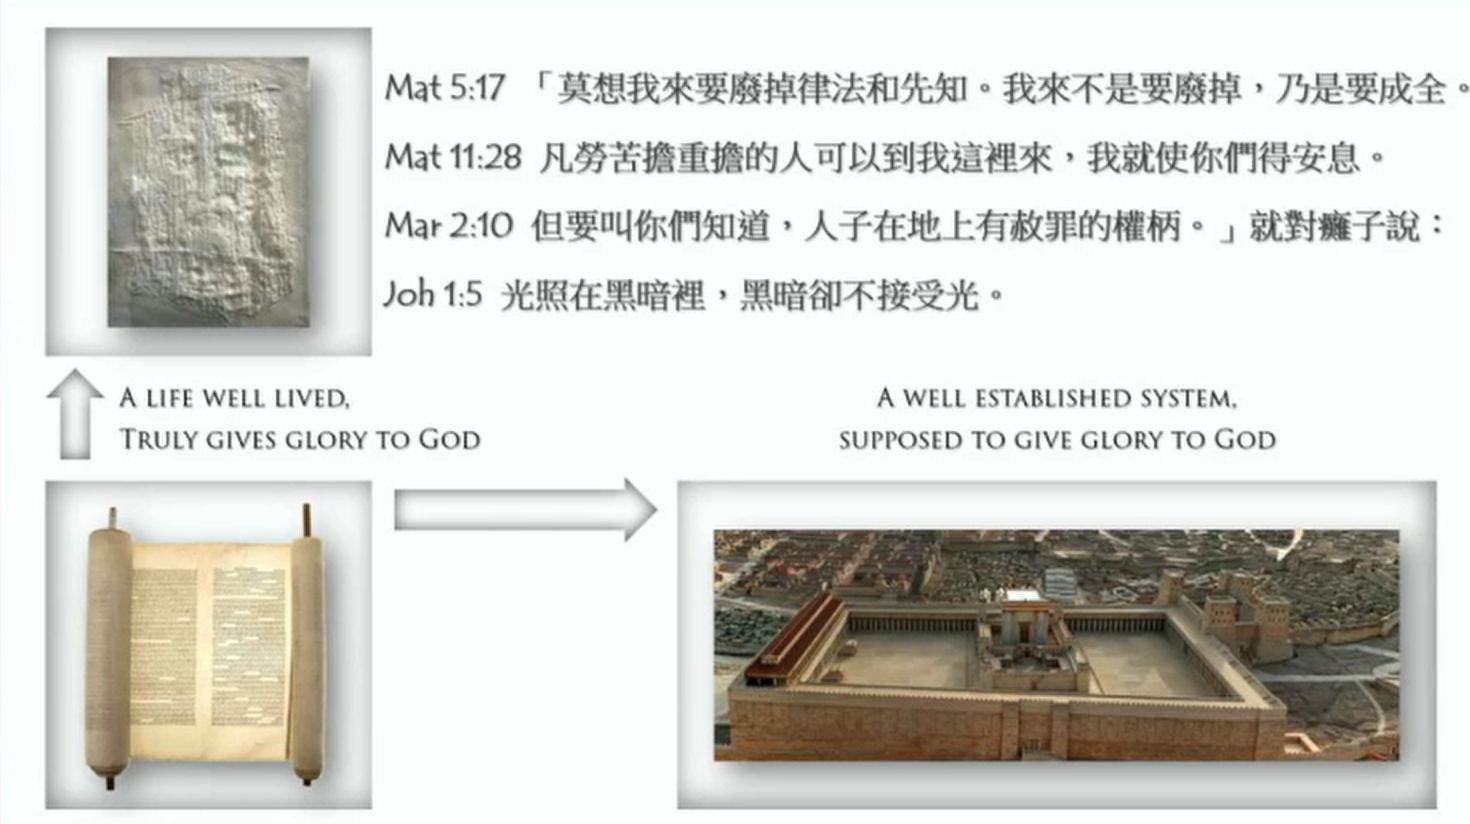 Mat 5:17 「莫想我來要廢掉律法和先知。我來不是要廢掉，乃是要成全。
Mat 11:28 凡勞苦擔重擔的人可以到我這裡來，我就使你們得安息。
Mar 2:10 但要叫你們知道，人子在地上有赦罪的權柄。」就對癱子說：
Joh 1:5 光照在黑暗裡，黑暗卻不接受光。
A LIFE WELL LIVED,
TRULY GIVES GLORY TO GOD
A WELL ESTABLISHED SYSTEM,
SUPPOSED TO GIVE GLORY TO GOD